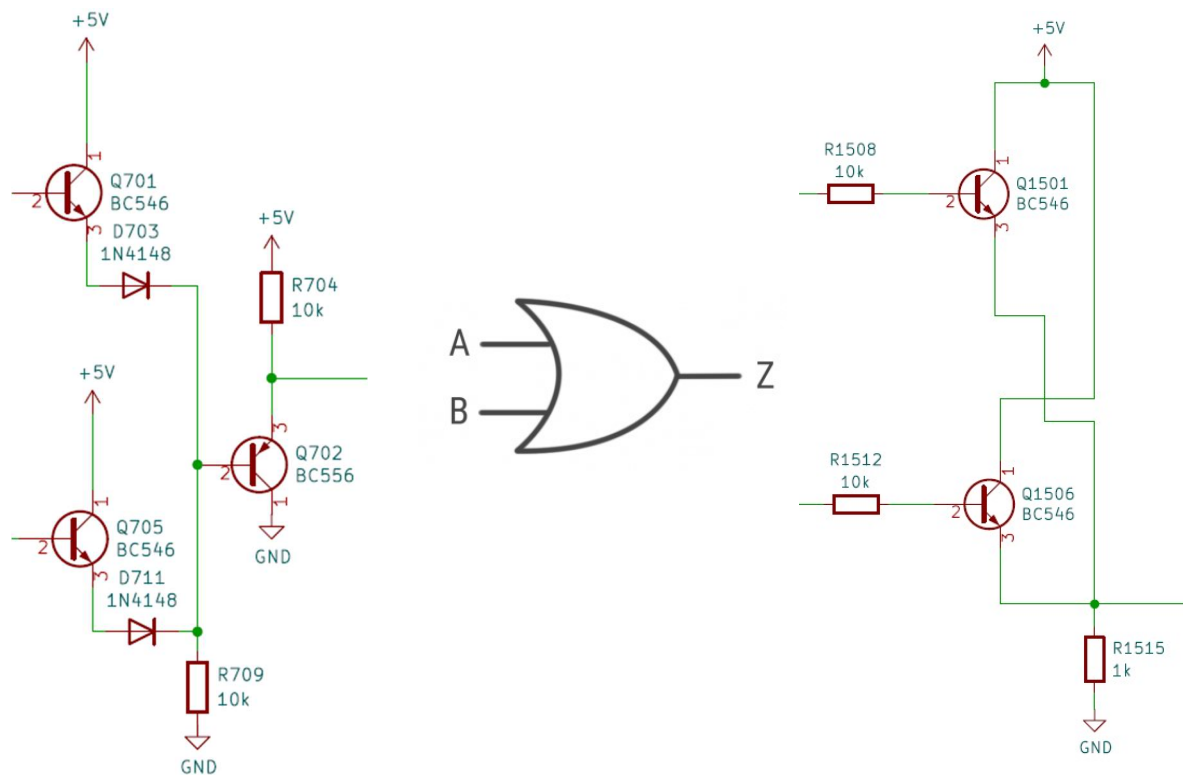 +5V
1
2
Q701
BC546
3
D703
1N4148
+5V
R704
10k
+5V
3
2
Q702
BC556
1
GND
1
2
Q705
BC546
3
D711
1N4148
R709
10k
GND
A
B
Z
+5V
R1508
10k
1
2
Q1501
BC546
3
R1512
10k
1
2
Q1506
BC546
3
R1515
1k
GND